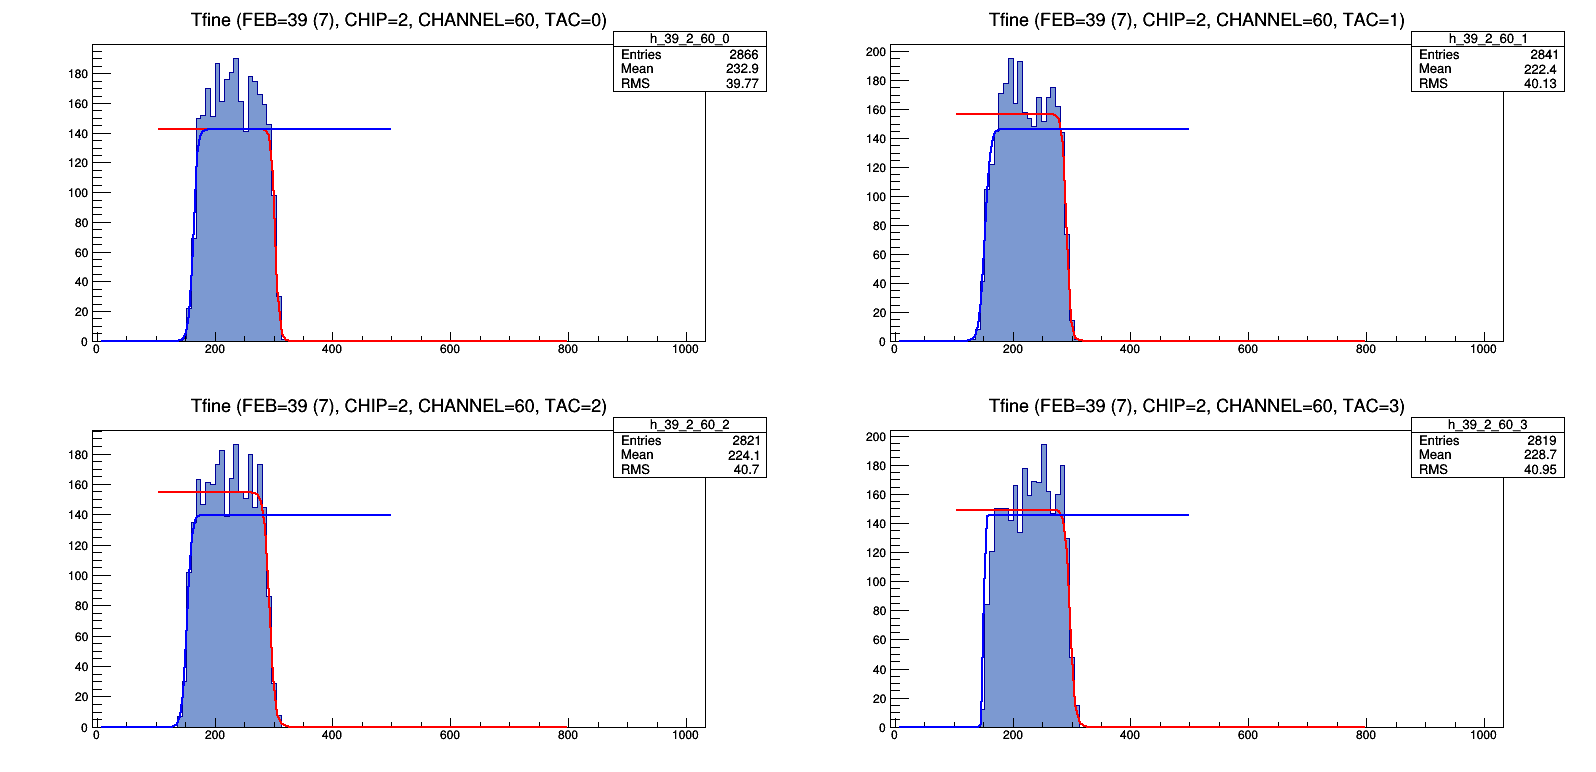 Tfine (FEB=39 (7), CHIP=2, CHANNEL=60, TAC=0)
h_39_2_60_0
Entries 2866
Mean 232.9
RMS 39.77
180
160
140
120
100
80
60
40
20
0
0 200 400 600 800 1000
Tfine (FEB=39 (7), CHIP=2, CHANNEL=60, TAC=1)
h_39_2_60_1
Entries 2841
Mean 222.4
RMS 40.13
200
180
160
140
120
100
80
60
40
20
0
0 200 400 600 800 1000
Tfine (FEB=39 (7), CHIP=2, CHANNEL=60, TAC=2)
h_39_2_60_2
Entries 2821
Mean 224.1
RMS 40.7
180
160
140
120
100
80
60
40
20
0
0 200 400 600 800 1000
Tfine (FEB=39 (7), CHIP=2, CHANNEL=60, TAC=3)
h_39_2_60_3
Entries 2819
Mean 228.7
RMS 40.95
200
180
160
140
120
100
80
60
40
20
0
0 200 400 600 800 1000